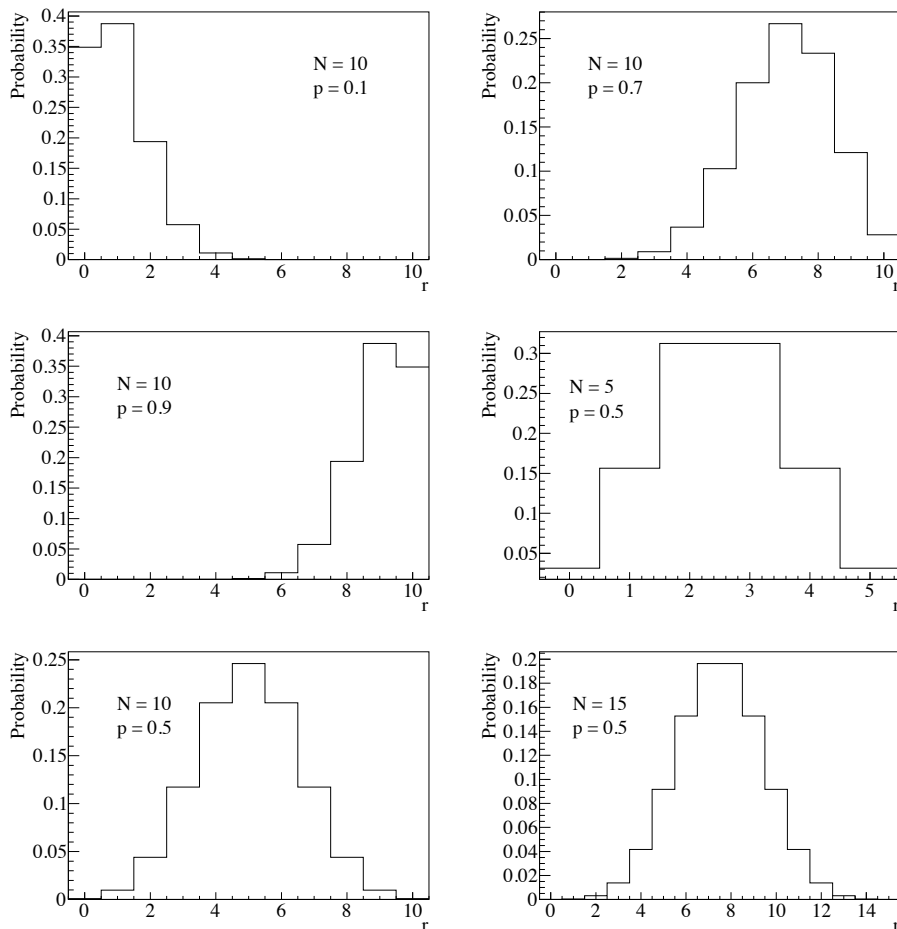 Probability
0.4
0.35
0.3
0.25
0.2
0.15
0.1
0.05
0
N = 10
p = 0.1
0 2 4 6 8 10
r
Probability
0.25
0.2
0.15
0.1
0.05
0
N = 10
p = 0.7
0 2 4 6 8 10
r
Probability
0.4
0.35
0.3
0.25
0.2
0.15
0.1
0.05
0
N = 10
p = 0.9
0 2 4 6 8 10
r
Probability
0.3
0.25
0.2
0.15
0.1
0.05
N = 5
p = 0.5
0 1 2 3 4 5
r
Probability
0.25
0.2
0.15
0.1
0.05
0
N = 10
p = 0.5
0 2 4 6 8 10
r
Probability
0.2
0.18
0.16
0.14
0.12
0.1
0.08
0.06
0.04
0.02
0
N = 15
p = 0.5
0 2 4 6 8 10 12 14
r